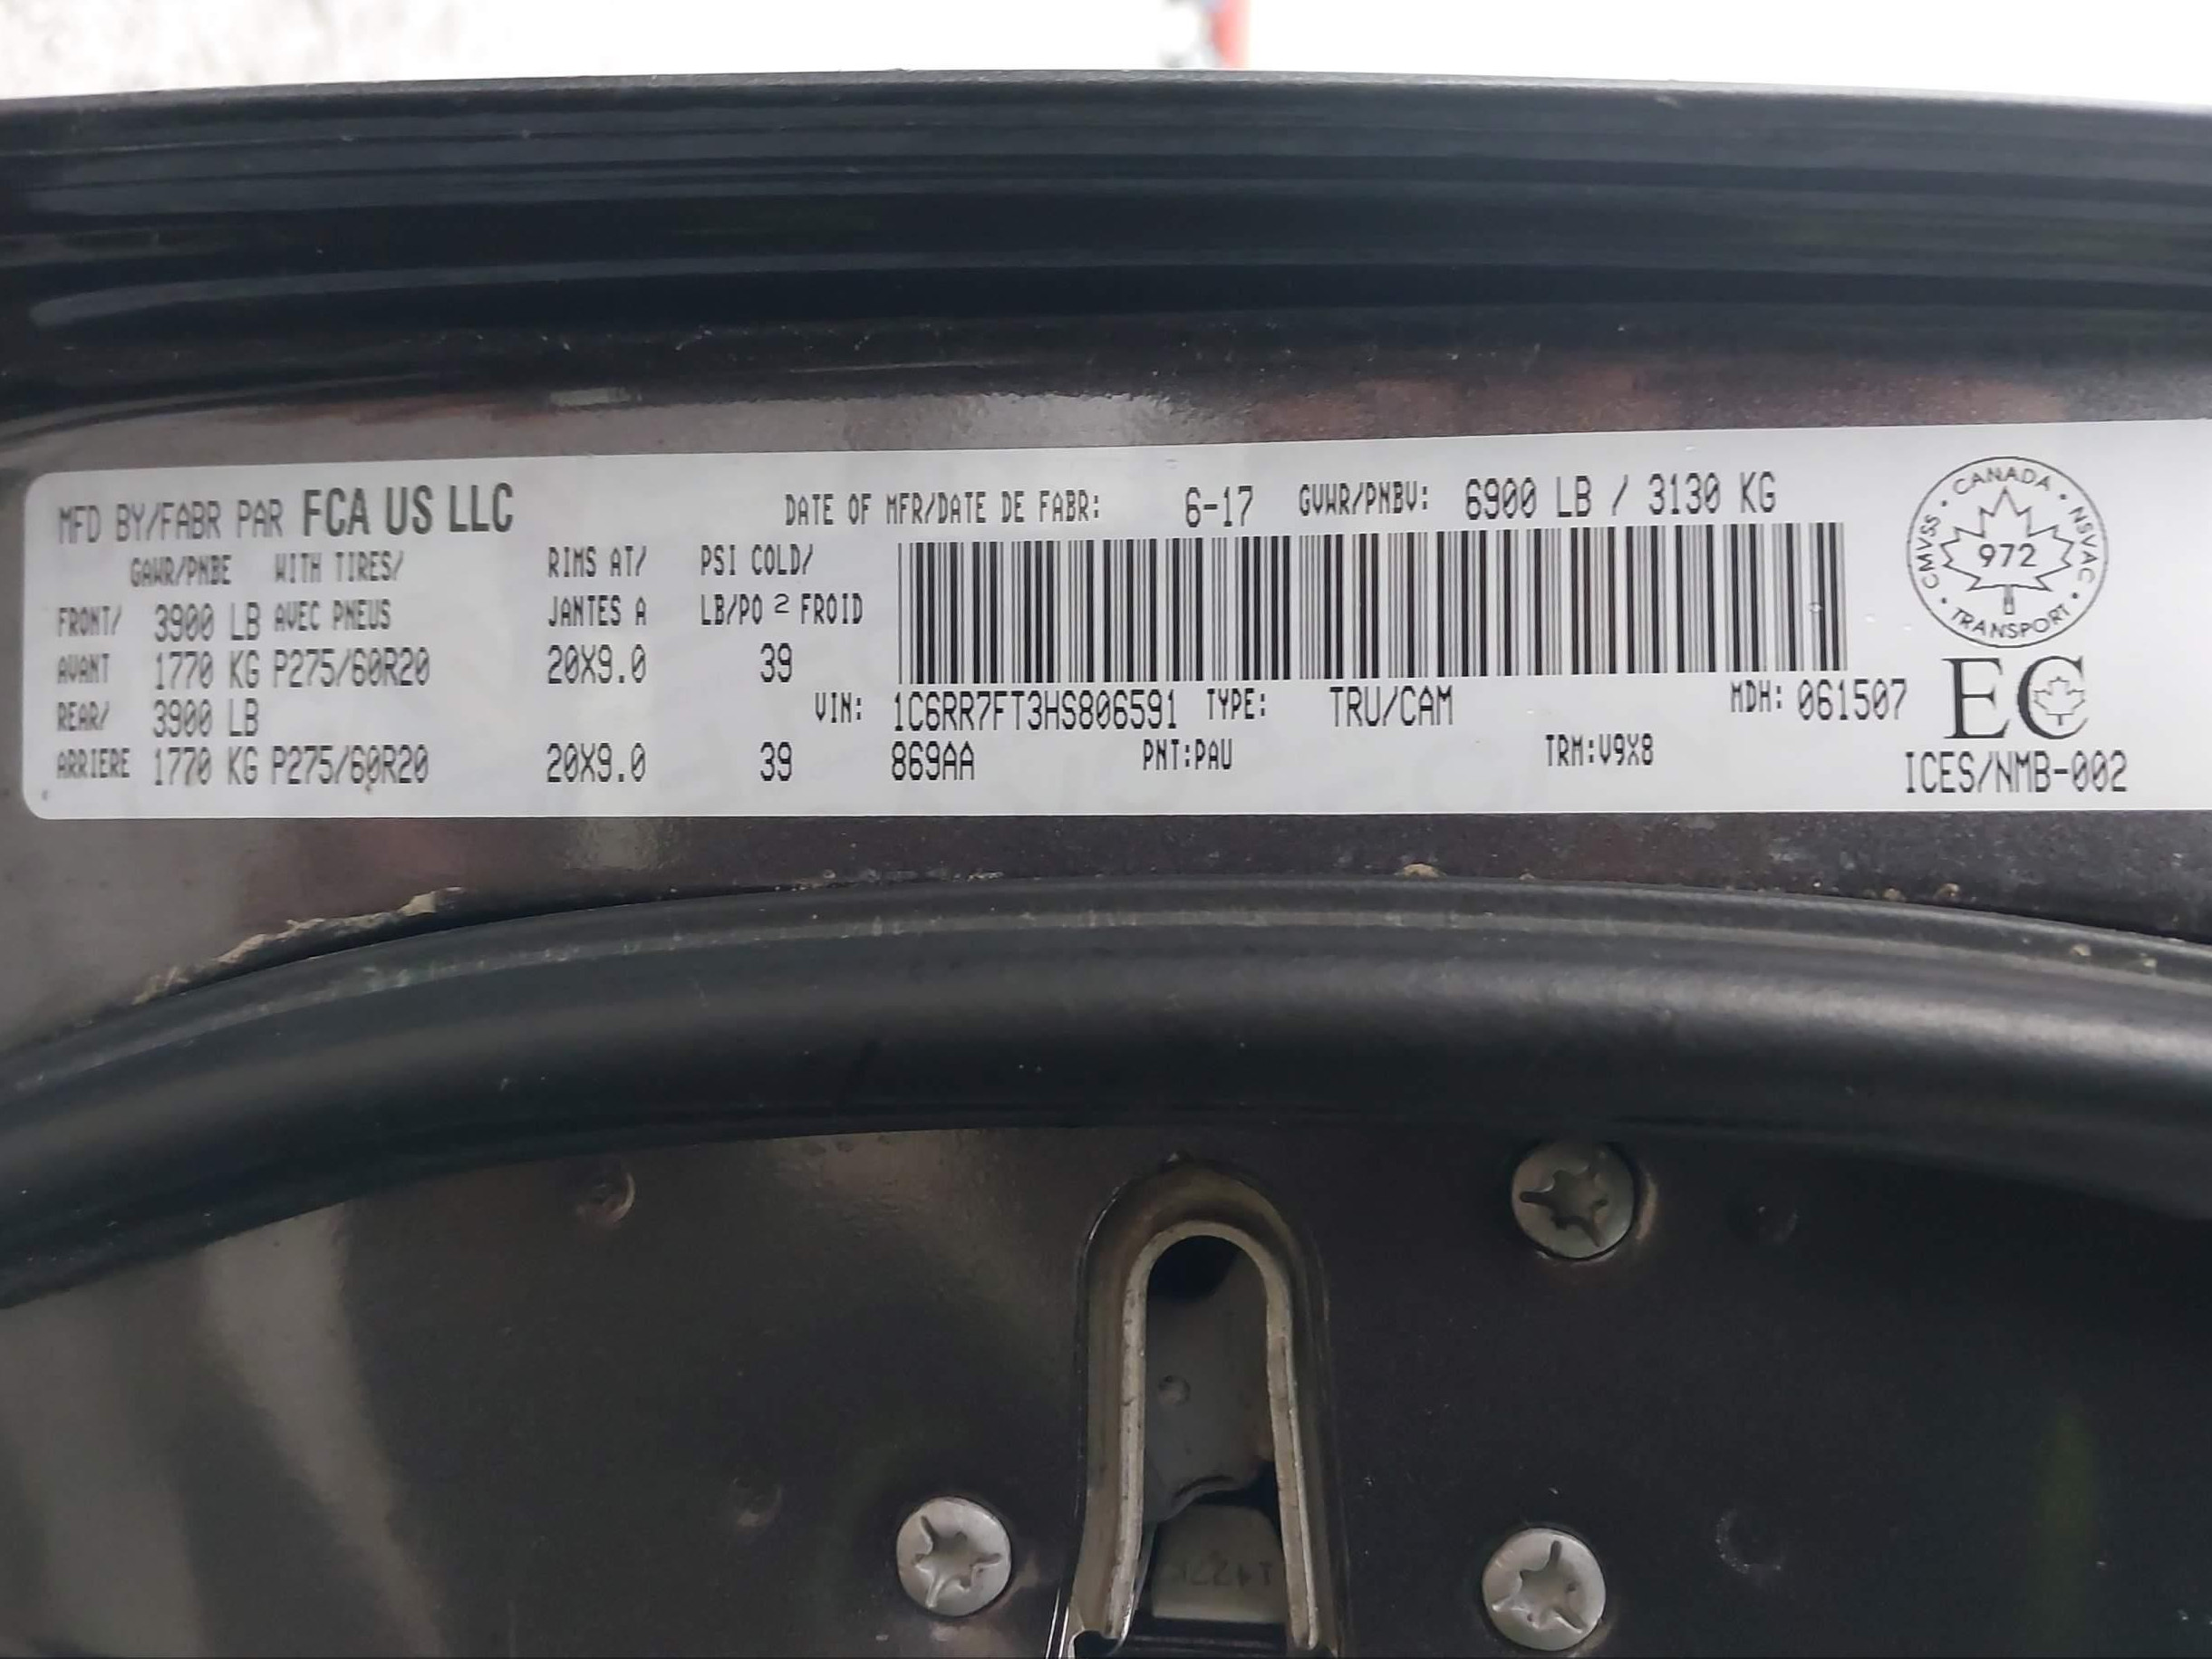 MFD BY/FABR PAR FCA US LLC DATE OF MFR/DATE DE FABR: 6-17 GVWR/PNBV: 6900 LB / 3130 KG
GAWR/PNBE WITH TIRES/ RIMS AT/ PSI COLD/
FRONT/ 3900 LB AVEC PNEUS JANTES A LB/PO 2 FROID
AVANT 1770 KG P275/60R20 20X9.0 39
REAR/ 3900 LB VIN: 1C6RR7FT3HS806591 TYPE: TRU/CAM MDH: 061507
ARRIERE 1770 KG P275/60R20 20X9.0 39 869AA PNT:PAU TRM:V9X8
CANADA • NSVAC • TRANSPORT • CMVSS •
972
EC
ICES/NMB-002